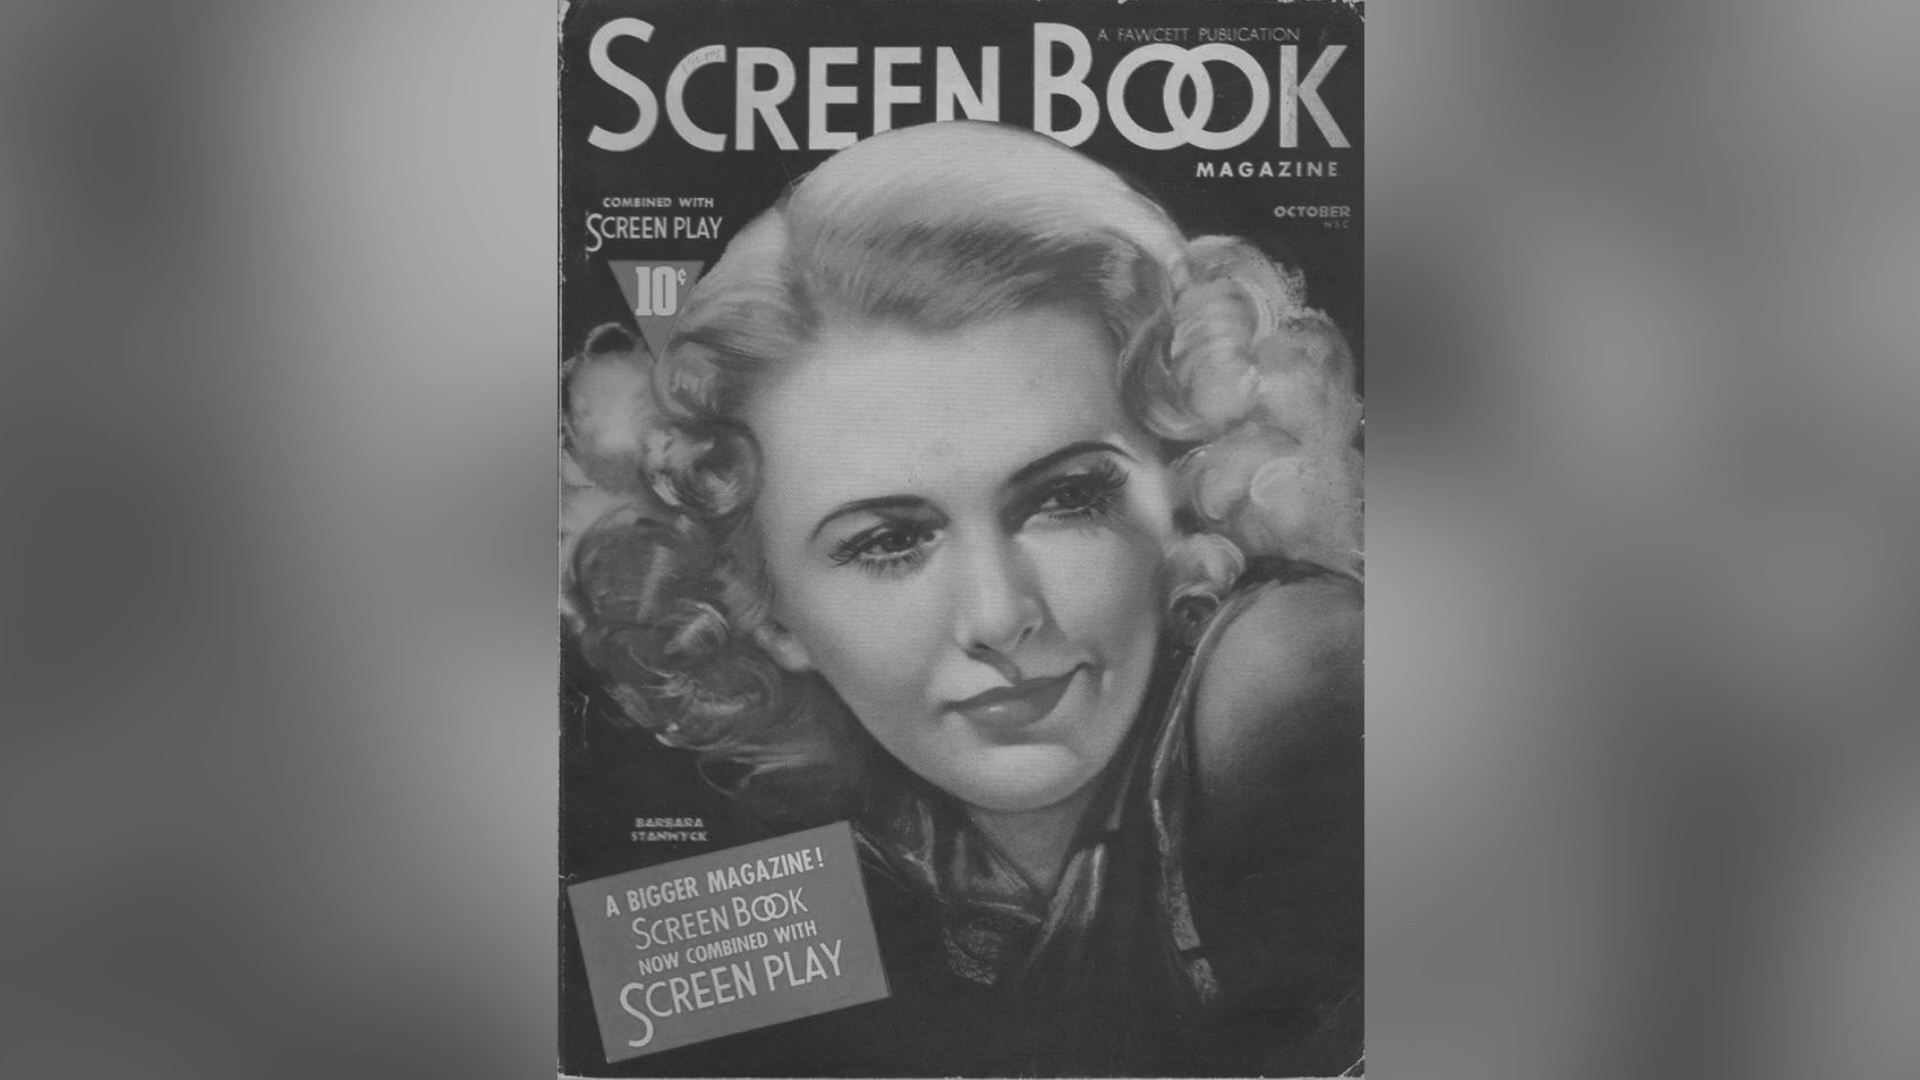 A FAWCETT PUBLICATION
SCREEN BOOK
MAGAZINE
COMBINED WITH
SCREEN PLAY
OCTOBER
10¢
BARBARA
STANWYCK
A BIGGER MAGAZINE!
SCREEN BOOK
NOW COMBINED WITH
SCREEN PLAY